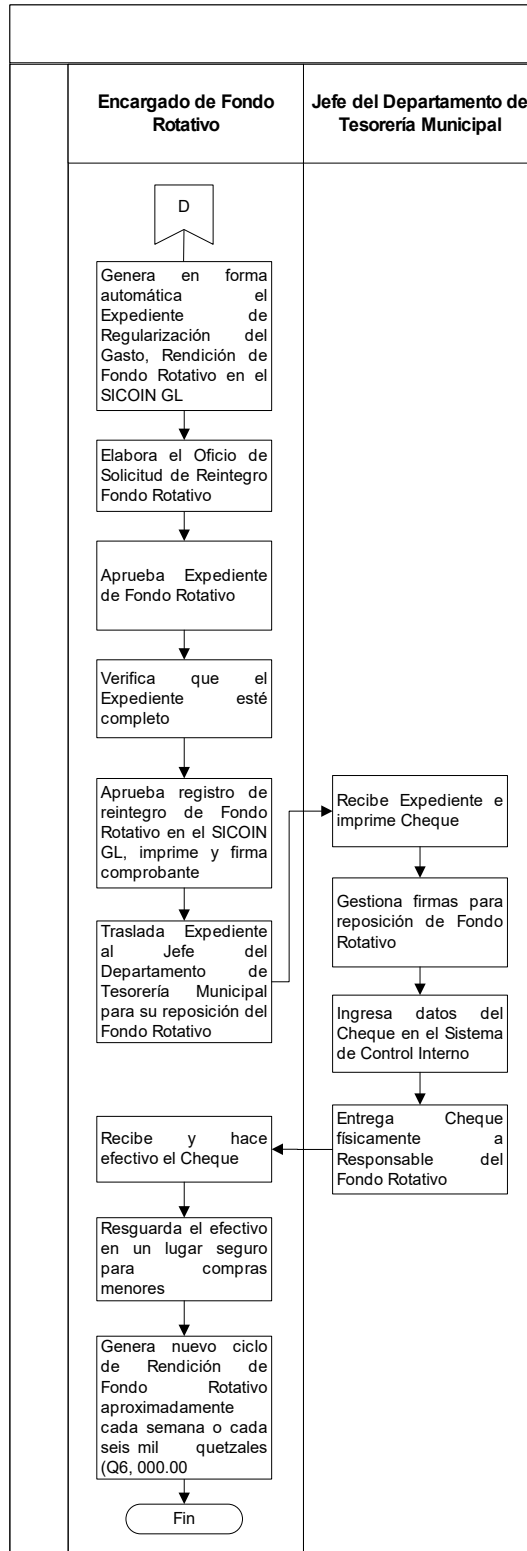 Encargado de Fondo
Rotativo
Jefe del Departamento de
Tesorería Municipal
D
Genera en forma
automática el
Expediente de
Regularización del
Gasto, Rendición de
Fondo Rotativo en el
SICOIN GL
Elabora el Oficio de
Solicitud de Reintegro
Fondo Rotativo
Aprueba Expediente
de Fondo Rotativo
Verifica que el
Expediente esté
completo
Aprueba registro de
reintegro de Fondo
Rotativo en el SICOIN
GL, imprime y firma
comprobante
Traslada Expediente
al Jefe del
Departamento de
Tesorería Municipal
para su reposición del
Fondo Rotativo
Recibe Expediente e
imprime Cheque
Gestiona firmas para
reposición de Fondo
Rotativo
Ingresa datos del
Cheque en el Sistema
de Control Interno
Entrega Cheque
físicamente a
Responsable del
Fondo Rotativo
Recibe y hace
efectivo el Cheque
Resguarda el efectivo
en un lugar seguro
para compras
menores
Genera nuevo ciclo
de Rendición de
Fondo Rotativo
aproximadamente
cada semana o cada
seis mil quetzales
(Q6, 000.00
Fin